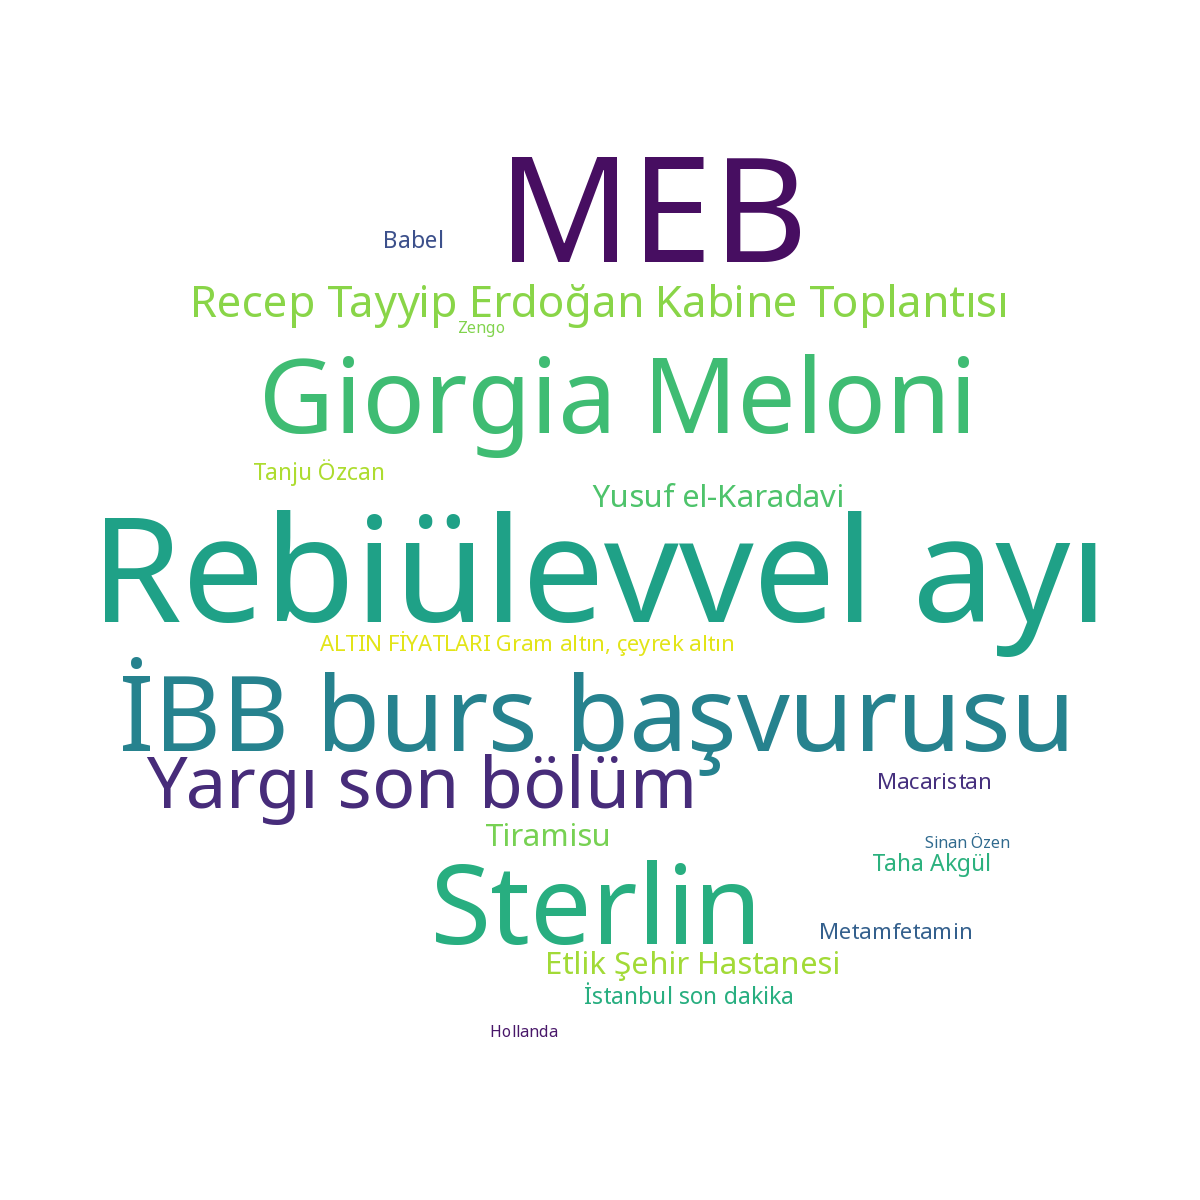 MEB
Babel
Recep Tayyip Erdoğan Kabine Toplantısı
Zengo
Giorgia Meloni
Tanju Özcan
Yusuf el-Karadavi
Rebiülevvel ayı
ALTIN FİYATLARI Gram altın, çeyrek altın
İBB burs başvurusu
Yargı son bölüm
Macaristan
Tiramisu
Sinan Özen
Taha Akgül
Sterlin
Metamfetamin
Etlik Şehir Hastanesi
İstanbul son dakika
Hollanda